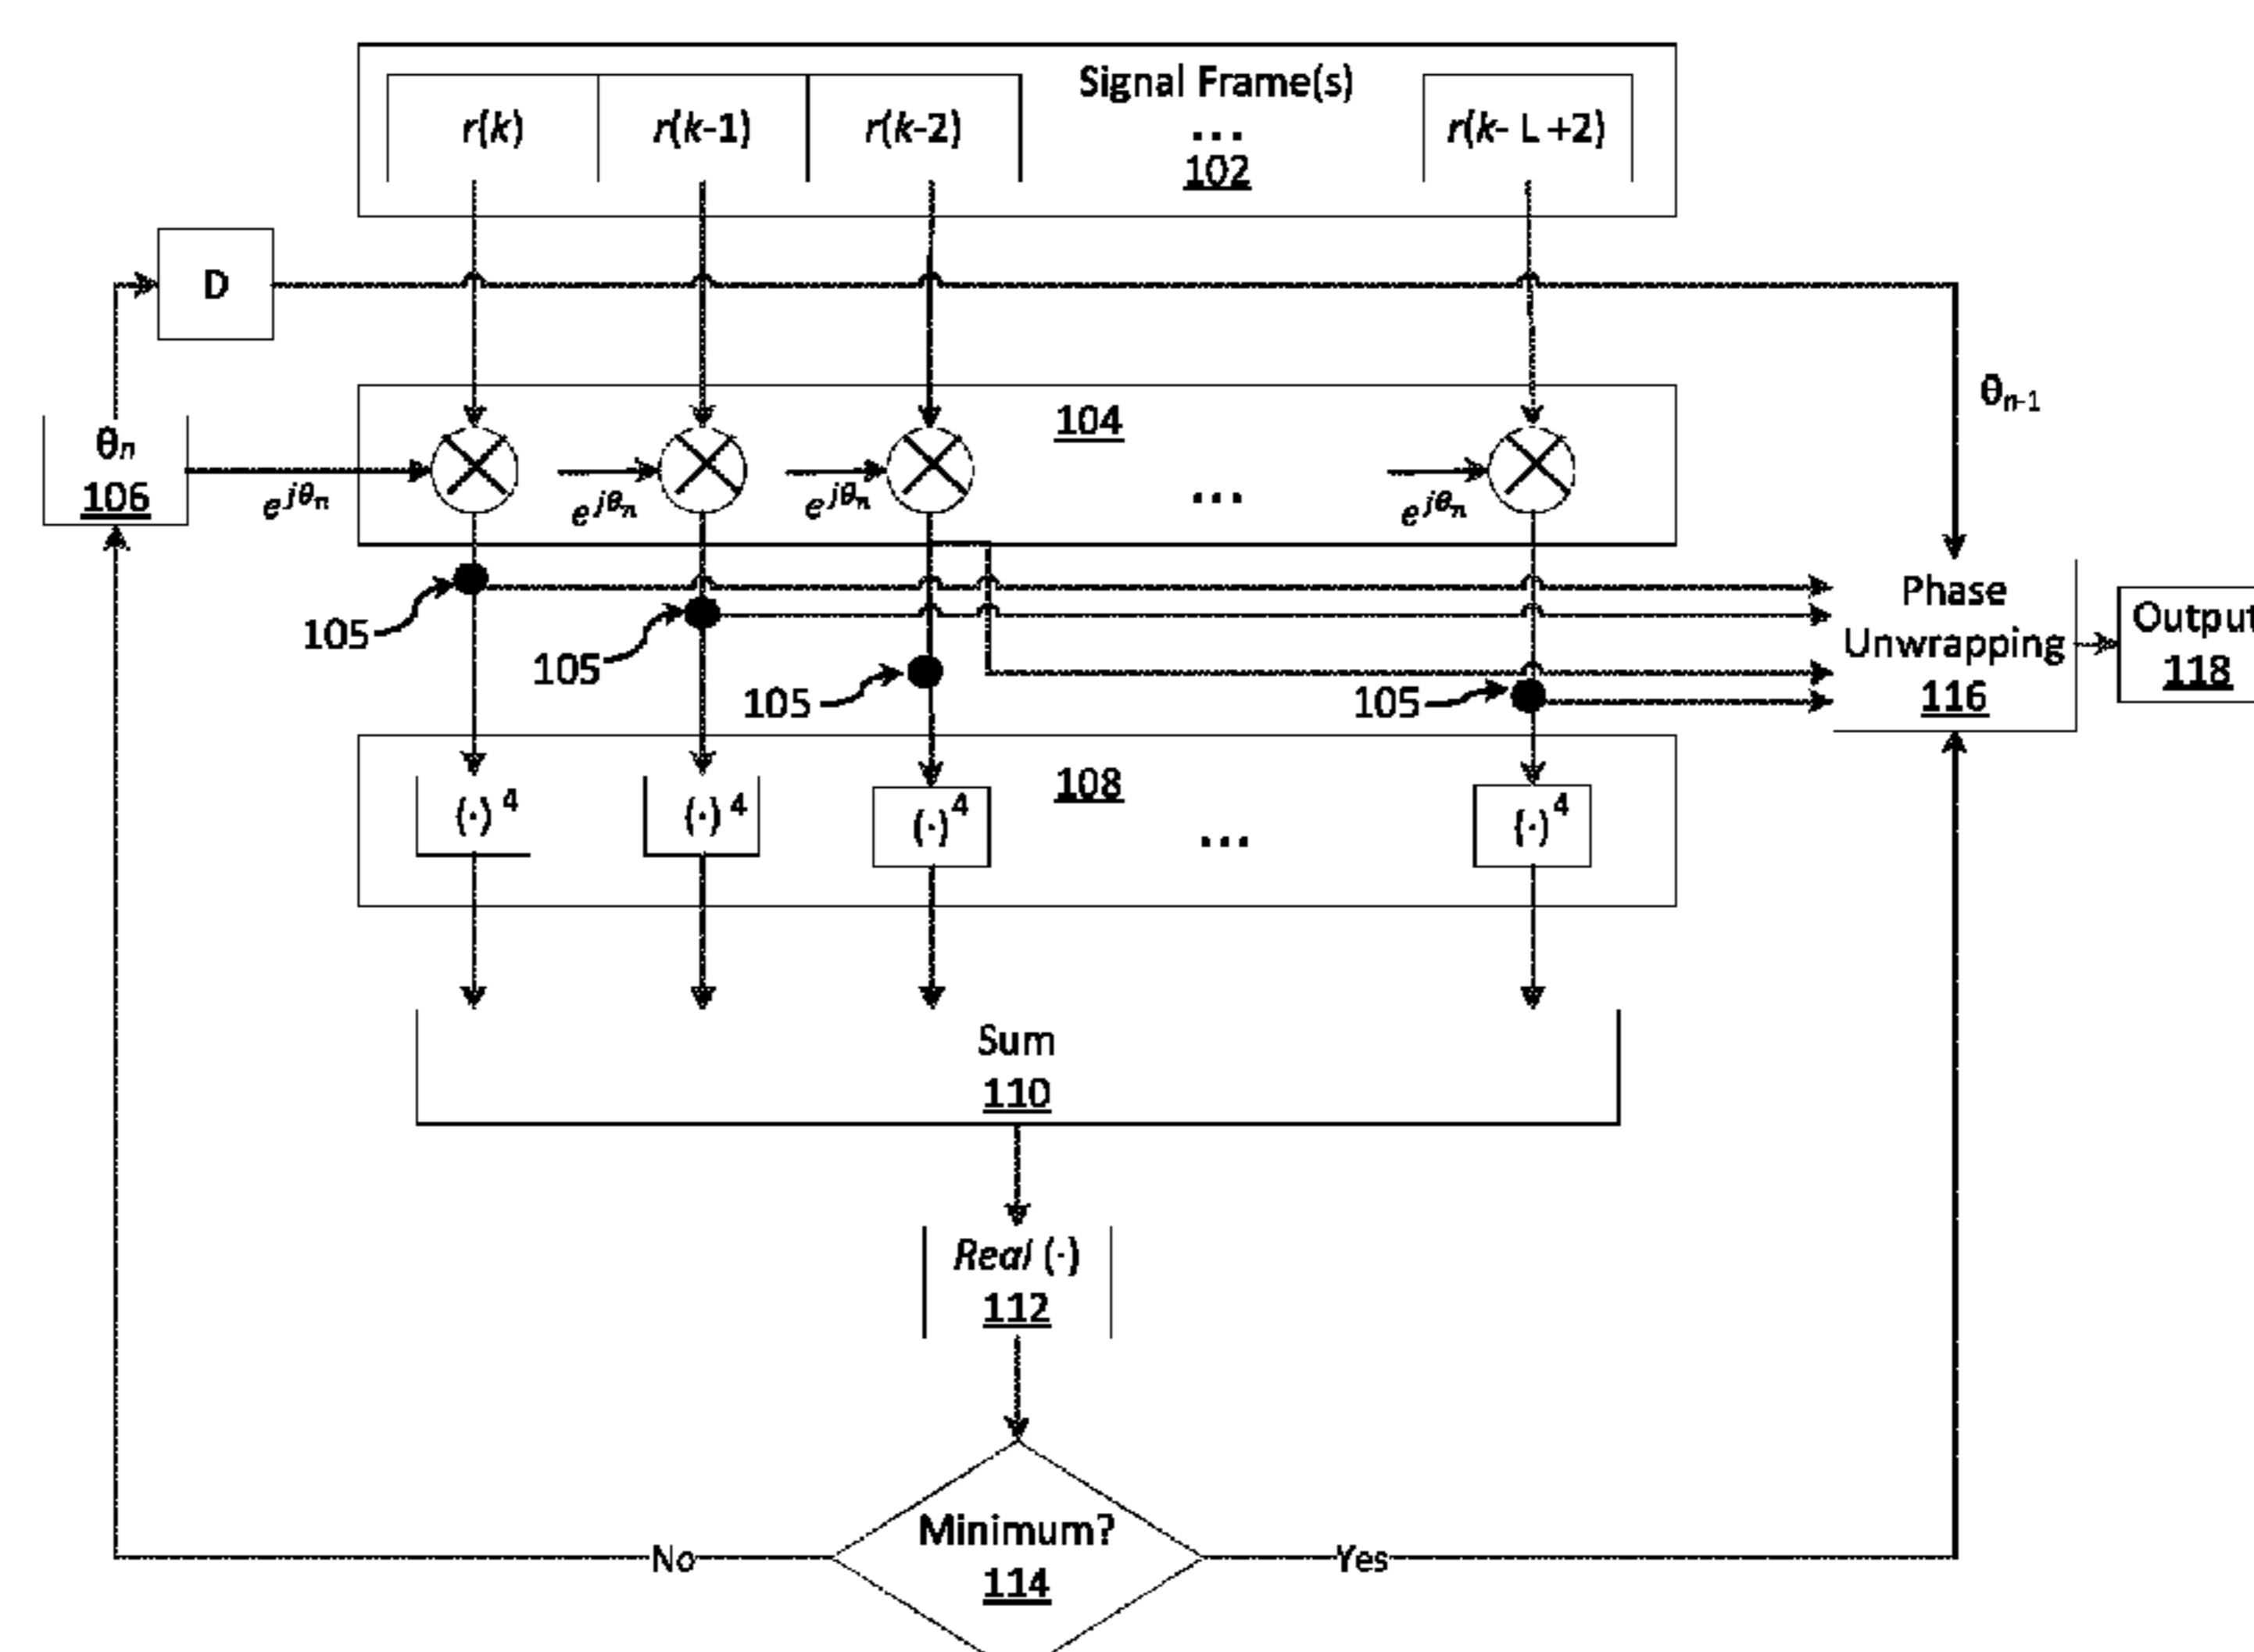 Signal Frame(s)
r(k)
r(k-1)
r(k-2)
...
r(k- L +2)
102
D
θn-1
θn
106
104
e^jθn
e^jθn
e^jθn
...
e^jθn
105
105
105
105
Phase
Unwrapping
116
Output
118
108
(·)^4
(·)^4
(·)^4
...
(·)^4
Sum
110
Real (·)
112
Minimum?
114
No
Yes